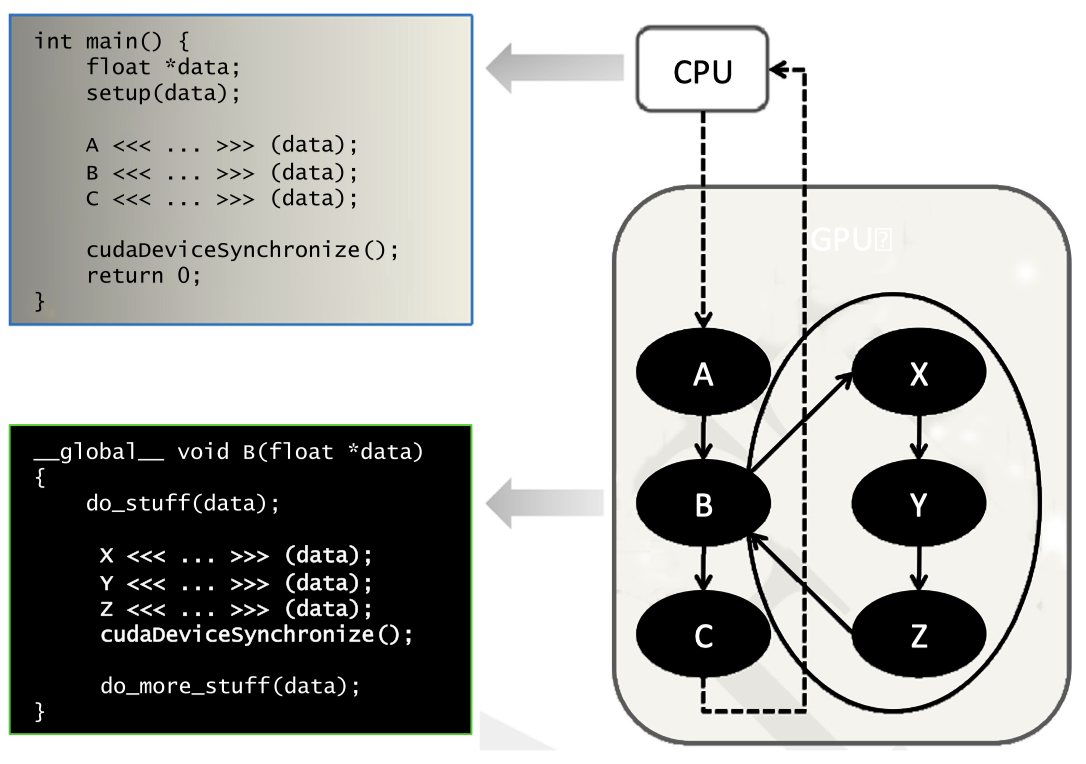 int main() {
float *data;
setup(data);
A <<< ... >>> (data);
B <<< ... >>> (data);
C <<< ... >>> (data);
cudaDeviceSynchronize();
return 0;
}
__global__ void B(float *data)
{
do_stuff(data);
X <<< ... >>> (data);
Y <<< ... >>> (data);
Z <<< ... >>> (data);
cudaDeviceSynchronize();
do_more_stuff(data);
}
CPU
GPU
A
X
B
Y
C
Z